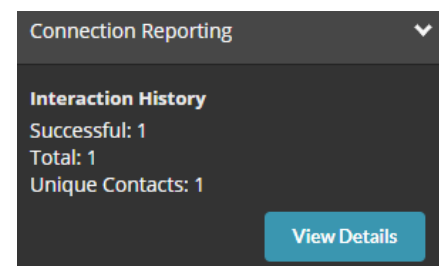 Connection Reporting
Interaction History
Successful: 1
Total: 1
Unique Contacts: 1
View Details